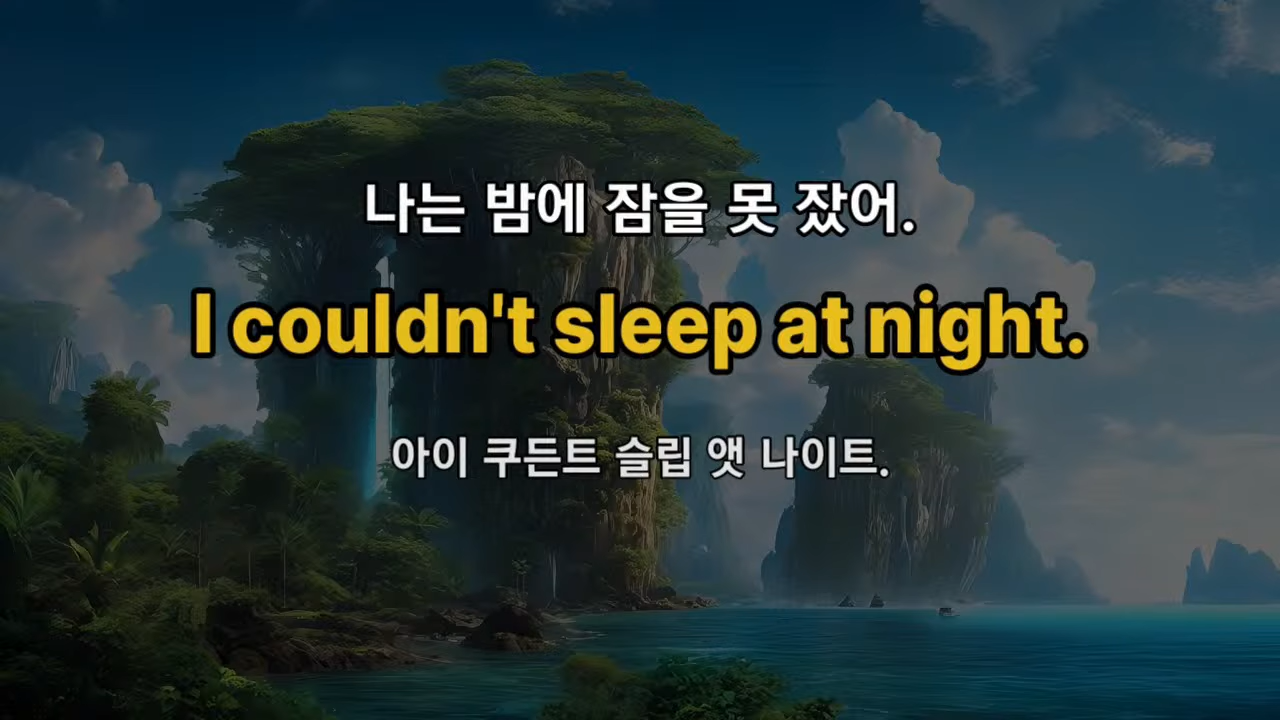 나는 밤에 잠을 못 잤어.
I couldn't sleep at night.
아이 쿠든트 슬립 앳 나이트.